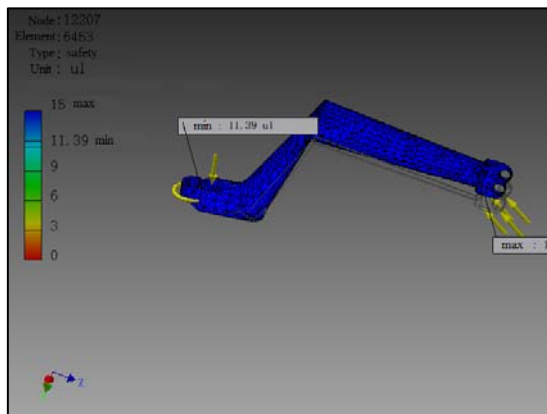 Node:12207
Element:6453
Type: safety
Unit: ul
15 max
11.39 min
9
6
3
0
min : 11.39 ul
max : 1
Z